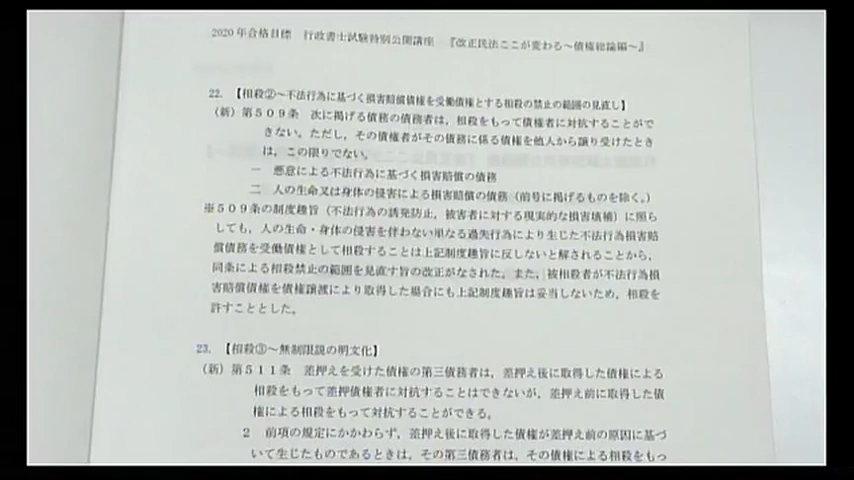 2020年合格目標　行政書士試験特別公開講座　『改正民法ここが変わる～債権総論編～』
22. 【相殺②～不法行為に基づく損害賠償債権を受働債権とする相殺の禁止の範囲の見直し】
（新）第５０９条　次に掲げる債務の債務者は，相殺をもって債権者に対抗することがで
きない。ただし，その債権者がその債務に係る債権を他人から譲り受けたとき
は，この限りでない。
一　悪意による不法行為に基づく損害賠償の債務
二　人の生命又は身体の侵害による損害賠償の債務（前号に掲げるものを除く。）
※５０９条の制度趣旨（不法行為の誘発防止，被害者に対する現実的な損害填補）に照ら
しても，人の生命・身体の侵害を伴わない単なる過失行為により生じた不法行為損害賠
償債務を受働債権として相殺することは上記制度趣旨に反しないと解されることから，
同条による相殺禁止の範囲を見直す旨の改正がなされた。また，被相殺者が不法行為損
害賠償債権を債権譲渡により取得した場合にも上記制度趣旨は妥当しないため，相殺を
許すこととした。
23. 【相殺③～無制限説の明文化】
（新）第５１１条　差押えを受けた債権の第三債務者は，差押え後に取得した債権による
相殺をもって差押債権者に対抗することはできないが，差押え前に取得した債
権による相殺をもって対抗することができる。
２　前項の規定にかかわらず，差押え後に取得した債権が差押え前の原因に基づ
いて生じたものであるときは，その第三債務者は，その債権による相殺をもっ